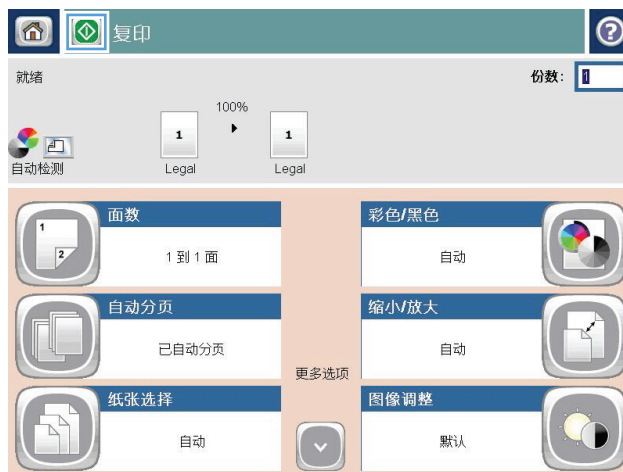 复印
就绪
份数: 1
100%
1 1
自动检测 Legal Legal
1
2
面数
1 到 1 面
彩色/黑色
自动
自动分页
已自动分页
缩小/放大
自动
更多选项
纸张选择
自动
图像调整
默认